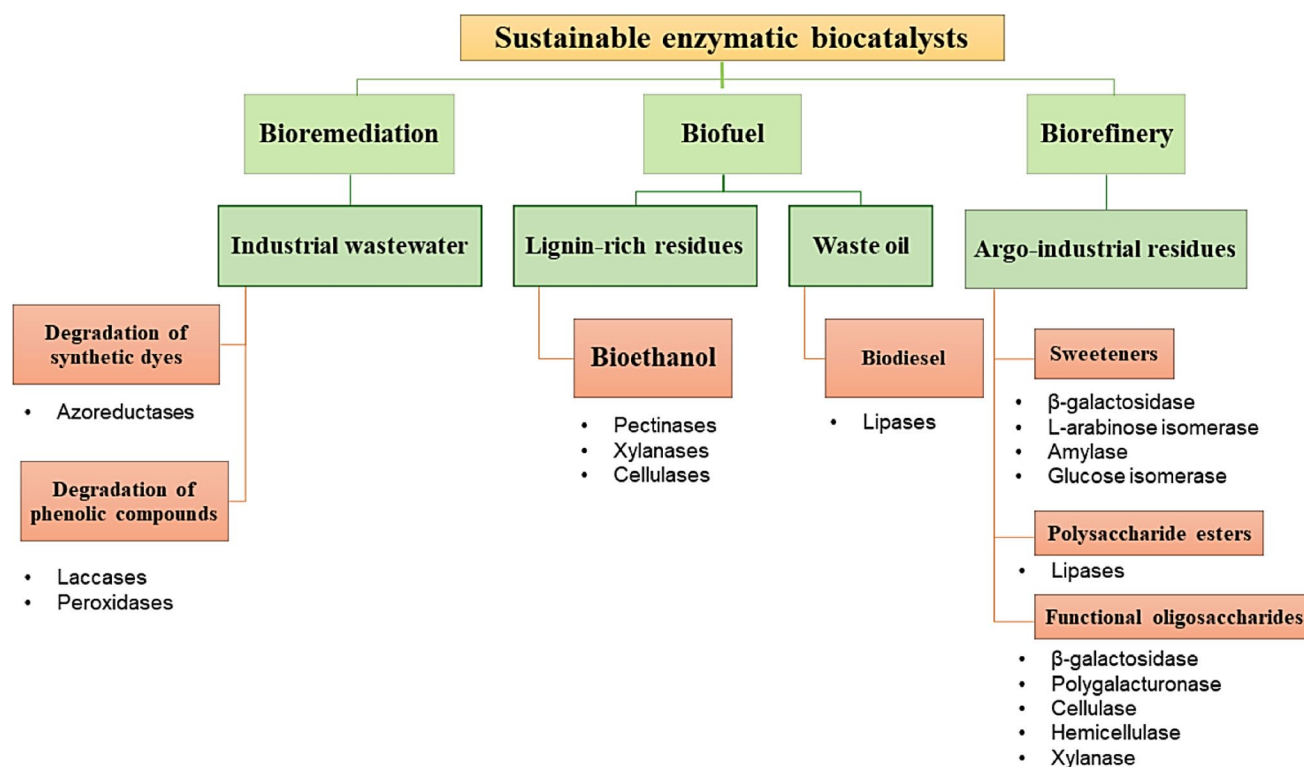 Sustainable enzymatic biocatalysts
Bioremediation
Biofuel
Biorefinery
Industrial wastewater
Lignin-rich residues
Waste oil
Argo-industrial residues
Degradation of
synthetic dyes
• Azoreductases
Degradation of
phenolic compounds
• Laccases
• Peroxidases
Bioethanol
• Pectinases
• Xylanases
• Cellulases
Biodiesel
• Lipases
Sweeteners
• β-galactosidase
• L-arabinose isomerase
• Amylase
• Glucose isomerase
Polysaccharide esters
• Lipases
Functional oligosaccharides
• β-galactosidase
• Polygalacturonase
• Cellulase
• Hemicellulase
• Xylanase